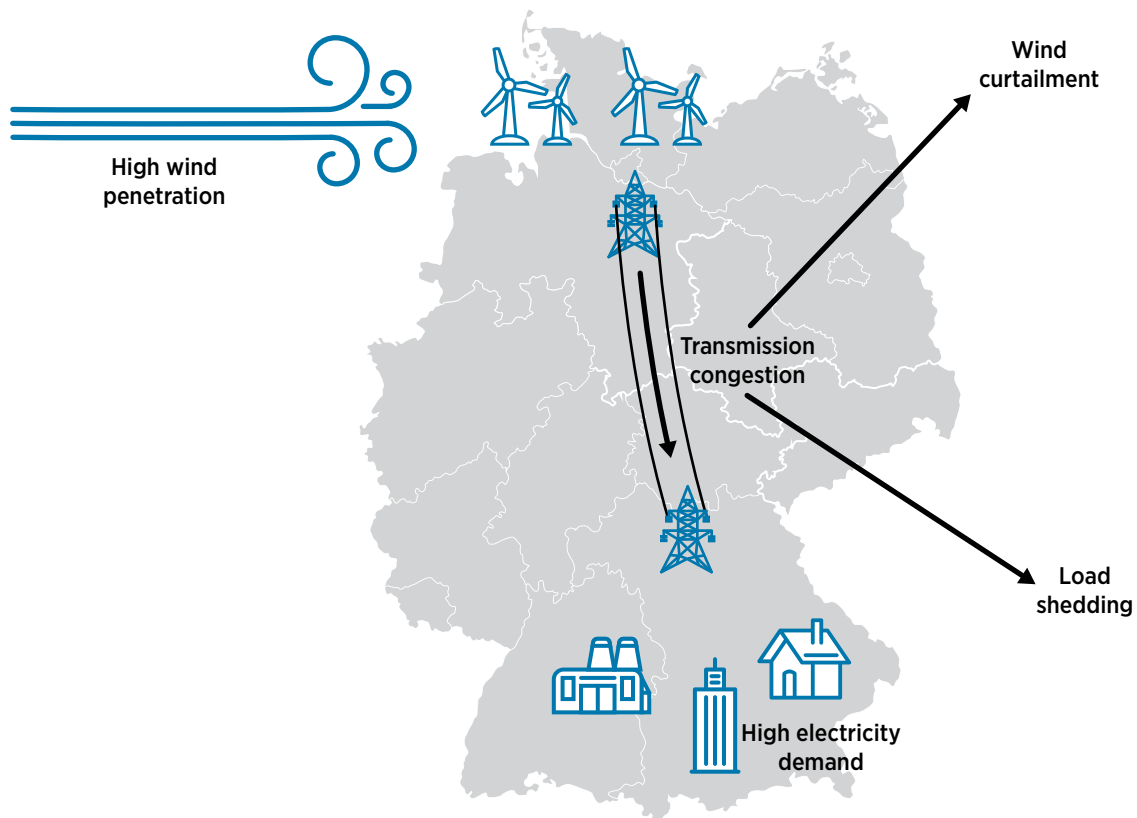 Wind
curtailment
High wind
penetration
Transmission
congestion
Load
shedding
High electricity
demand